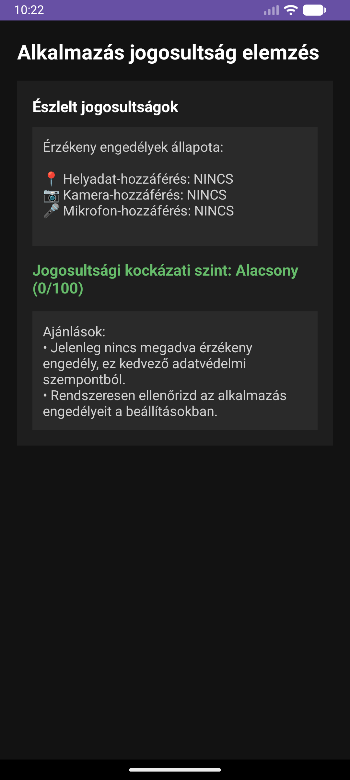 10:22
Alkalmazás jogosultság elemzés
Észlelt jogosultságok
Érzékeny engedélyek állapota:
📍 Helyadat-hozzáférés: NINCS
📷 Kamera-hozzáférés: NINCS
🎤 Mikrofon-hozzáférés: NINCS
Jogosultsági kockázati szint: Alacsony
(0/100)
Ajánlások:
• Jelenleg nincs megadva érzékeny
engedély, ez kedvező adatvédelmi
szempontból.
• Rendszeresen ellenőrizd az alkalmazás
engedélyeit a beállításokban.